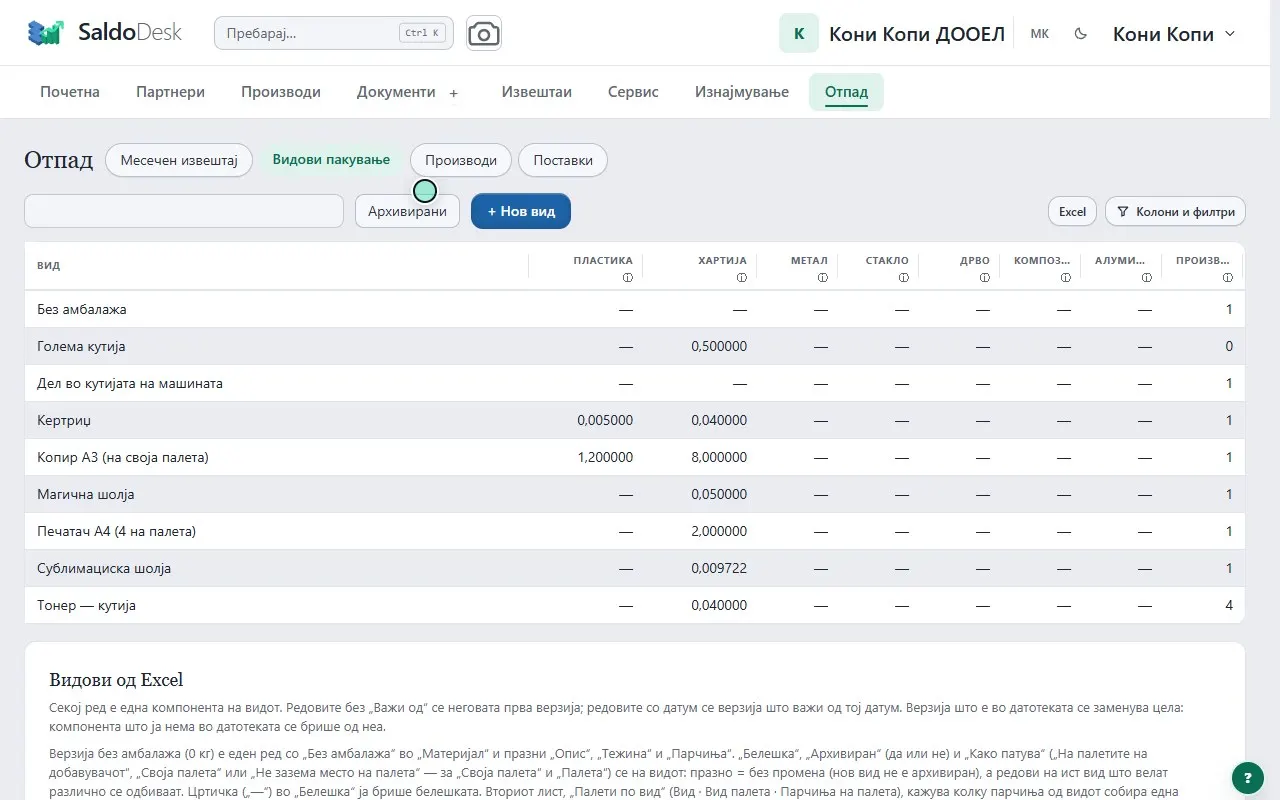 SaldoDesk
Пребарај...
Ctrl K
К
Кони Копи ДООЕЛ
МК
Кони Копи
Почетна
Партнери
Производи
Документи +
Извештаи
Сервис
Изнајмување
Отпад
Отпад
Месечен извештај
Видови пакување
Производи
Поставки
Архивирани
+ Нов вид
Excel
Колони и филтри
ВИД ПЛАСТИКА ХАРТИЈА МЕТАЛ СТАКЛО ДРВО КОМПОЗ... АЛУМИ... ПРОИЗВ...
Без амбалажа — — — — — — — 1
Голема кутија — 0,500000 — — — — — 0
Дел во кутијата на машината — — — — — — — 1
Кертриџ 0,005000 0,040000 — — — — — 1
Копир А3 (на своја палета) 1,200000 8,000000 — — — — — 1
Магична шолја — 0,050000 — — — — — 1
Печатач А4 (4 на палета) — 2,000000 — — — — — 1
Сублимациска шолја — 0,009722 — — — — — 1
Тонер — кутија — 0,040000 — — — — — 4
Видови од Excel
Секој ред е една компонента на видот. Редовите без „Важи од“ се неговата прва верзија; редовите со датум се верзија што важи од тој датум. Верзија што е во датотеката се заменува цела:
компонента што ја нема во датотеката се брише од неа.
Верзија без амбалажа (0 кг) е еден ред со „Без амбалажа“ во „Материјал“ и празни „Опис“, „Тежина“ и „Парчиња“. „Белешка“, „Архивиран“ (да или не) и „Како патува“ („На палетите на
добавувачот“, „Своја палета“ или „Не зазема место на палета“ — за „Своја палета“ и „Палета“) се на видот: празно = без промена (нов вид не е архивиран), а редови на ист вид што велат
различно се одбиваат. Цртичка („—“) во „Белешка“ ја брише белешката. Вториот лист, „Палети по вид“ (Вид · Вид палета · Парчиња на палета), кажува колку парчиња од видот собира една
?